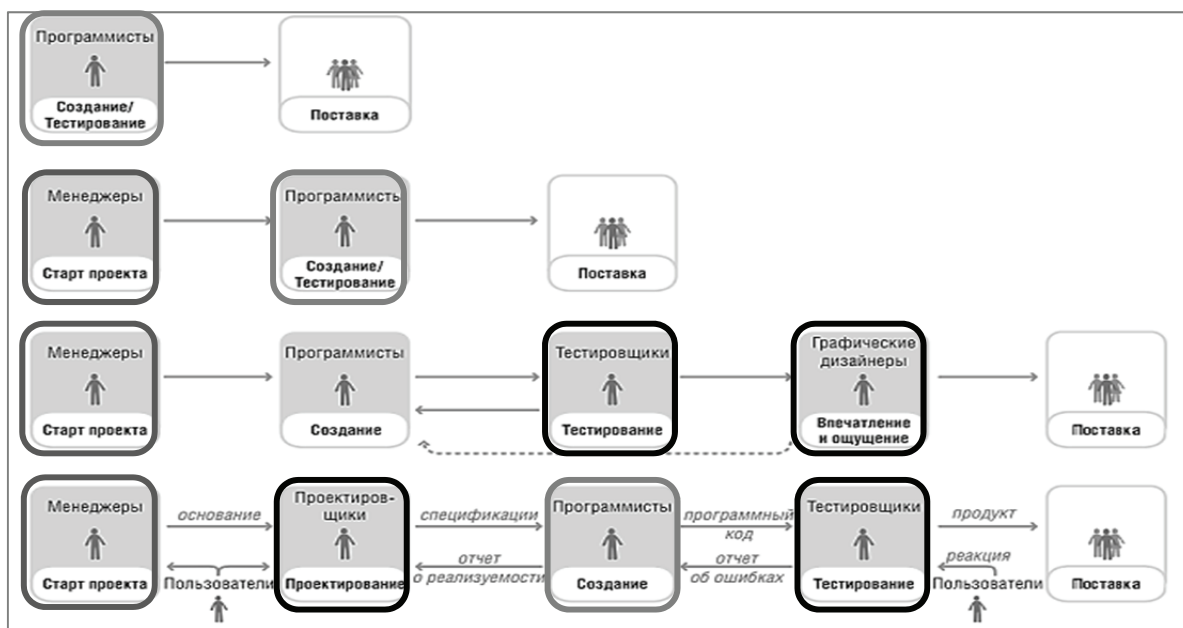 Программисты
Создание/
Тестирование
Поставка
Менеджеры
Старт проекта
Программисты
Создание/
Тестирование
Поставка
Менеджеры
Старт проекта
Программисты
Создание
Тестировщики
Тестирование
Графические
дизайнеры
Впечатление
и ощущение
Поставка
Менеджеры
Старт проекта
основание
Пользователи
Проектиров-
щики
Проектирование
спецификации
отчет
о реализуемости
Программисты
Создание
программный
код
отчет
об ошибках
Тестировщики
Тестирование
продукт
реакция
Пользователи
Поставка